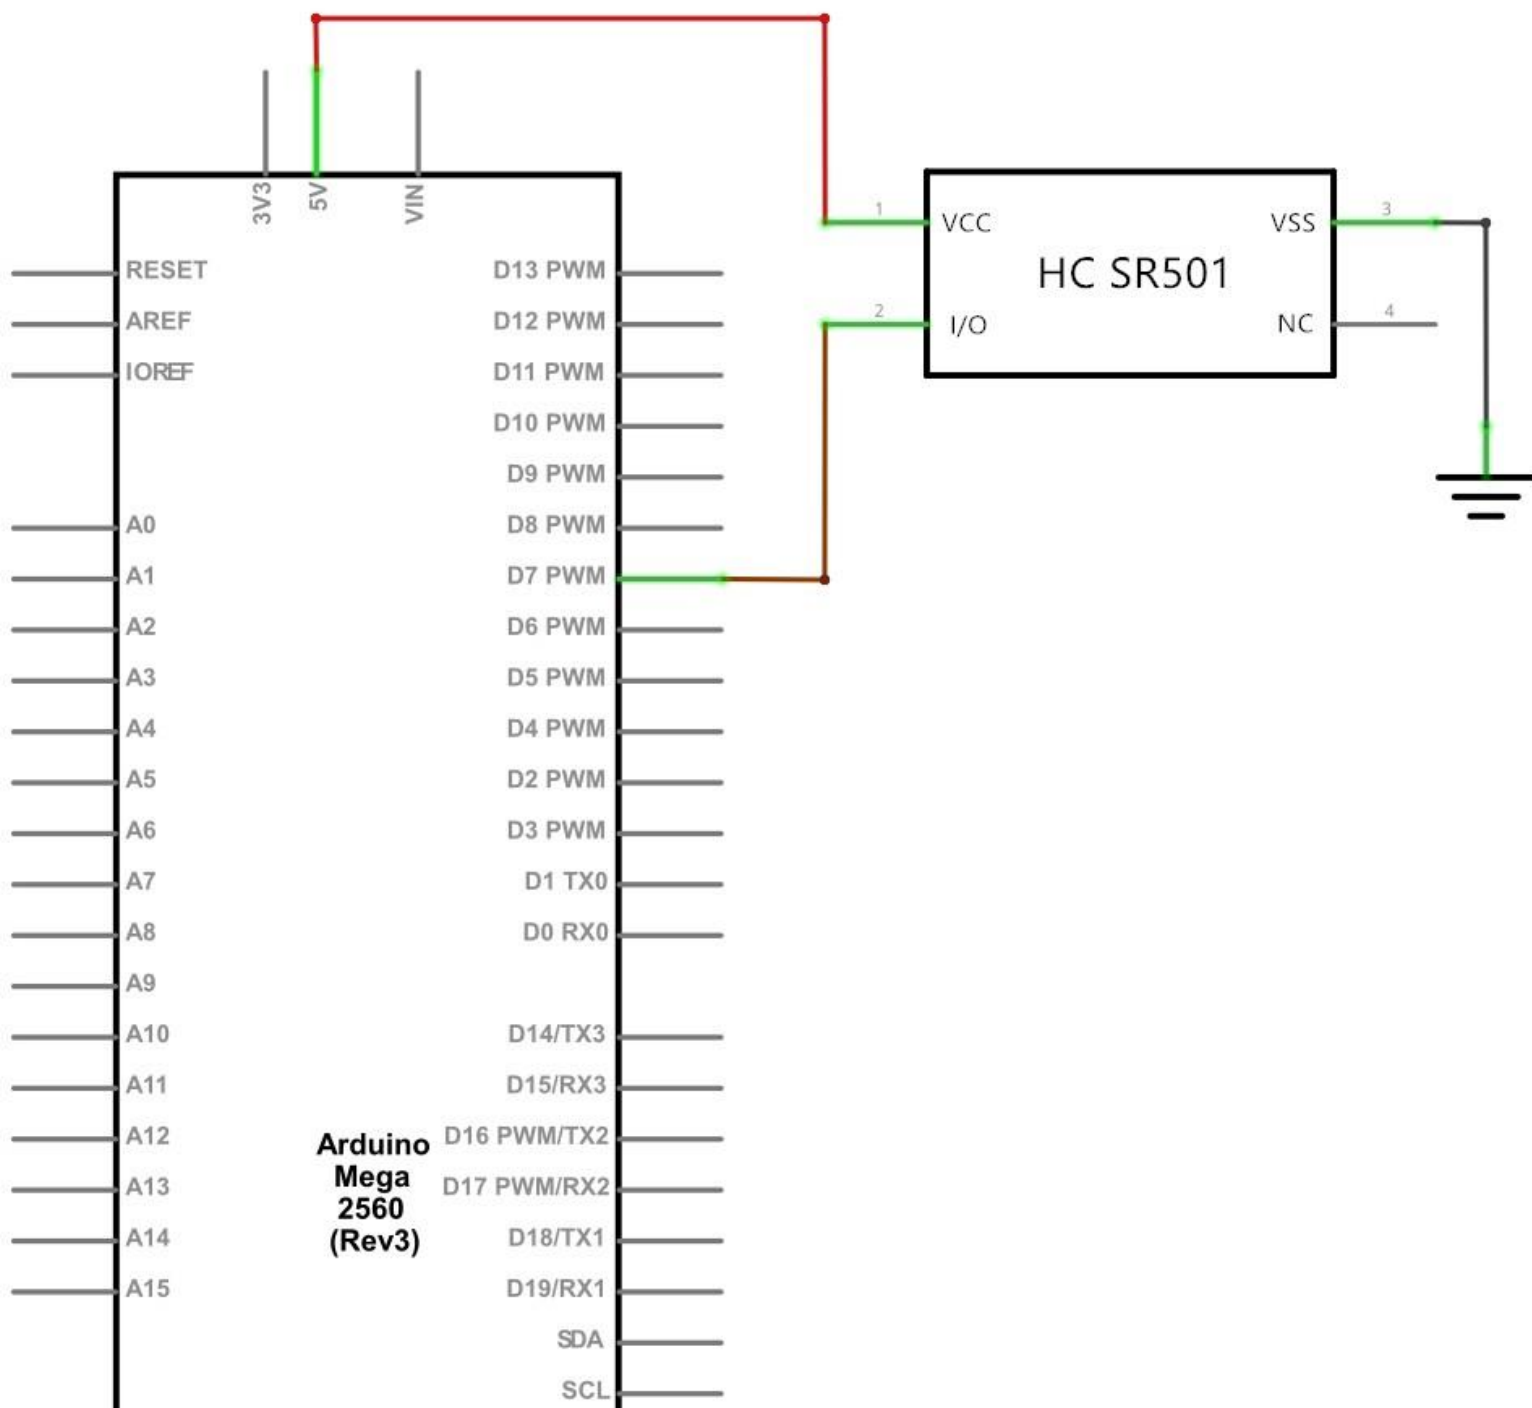 3V3
5V
VIN
RESET
AREF
IOREF
A0
A1
A2
A3
A4
A5
A6
A7
A8
A9
A10
A11
A12
A13
A14
A15
Arduino
Mega
2560
(Rev3)
D13 PWM
D12 PWM
D11 PWM
D10 PWM
D9 PWM
D8 PWM
D7 PWM
D6 PWM
D5 PWM
D4 PWM
D2 PWM
D3 PWM
D1 TX0
D0 RX0
D14/TX3
D15/RX3
D16 PWM/TX2
D17 PWM/RX2
D18/TX1
D19/RX1
SDA
SCL
1
VCC
2
I/O
HC SR501
VSS
3
NC
4